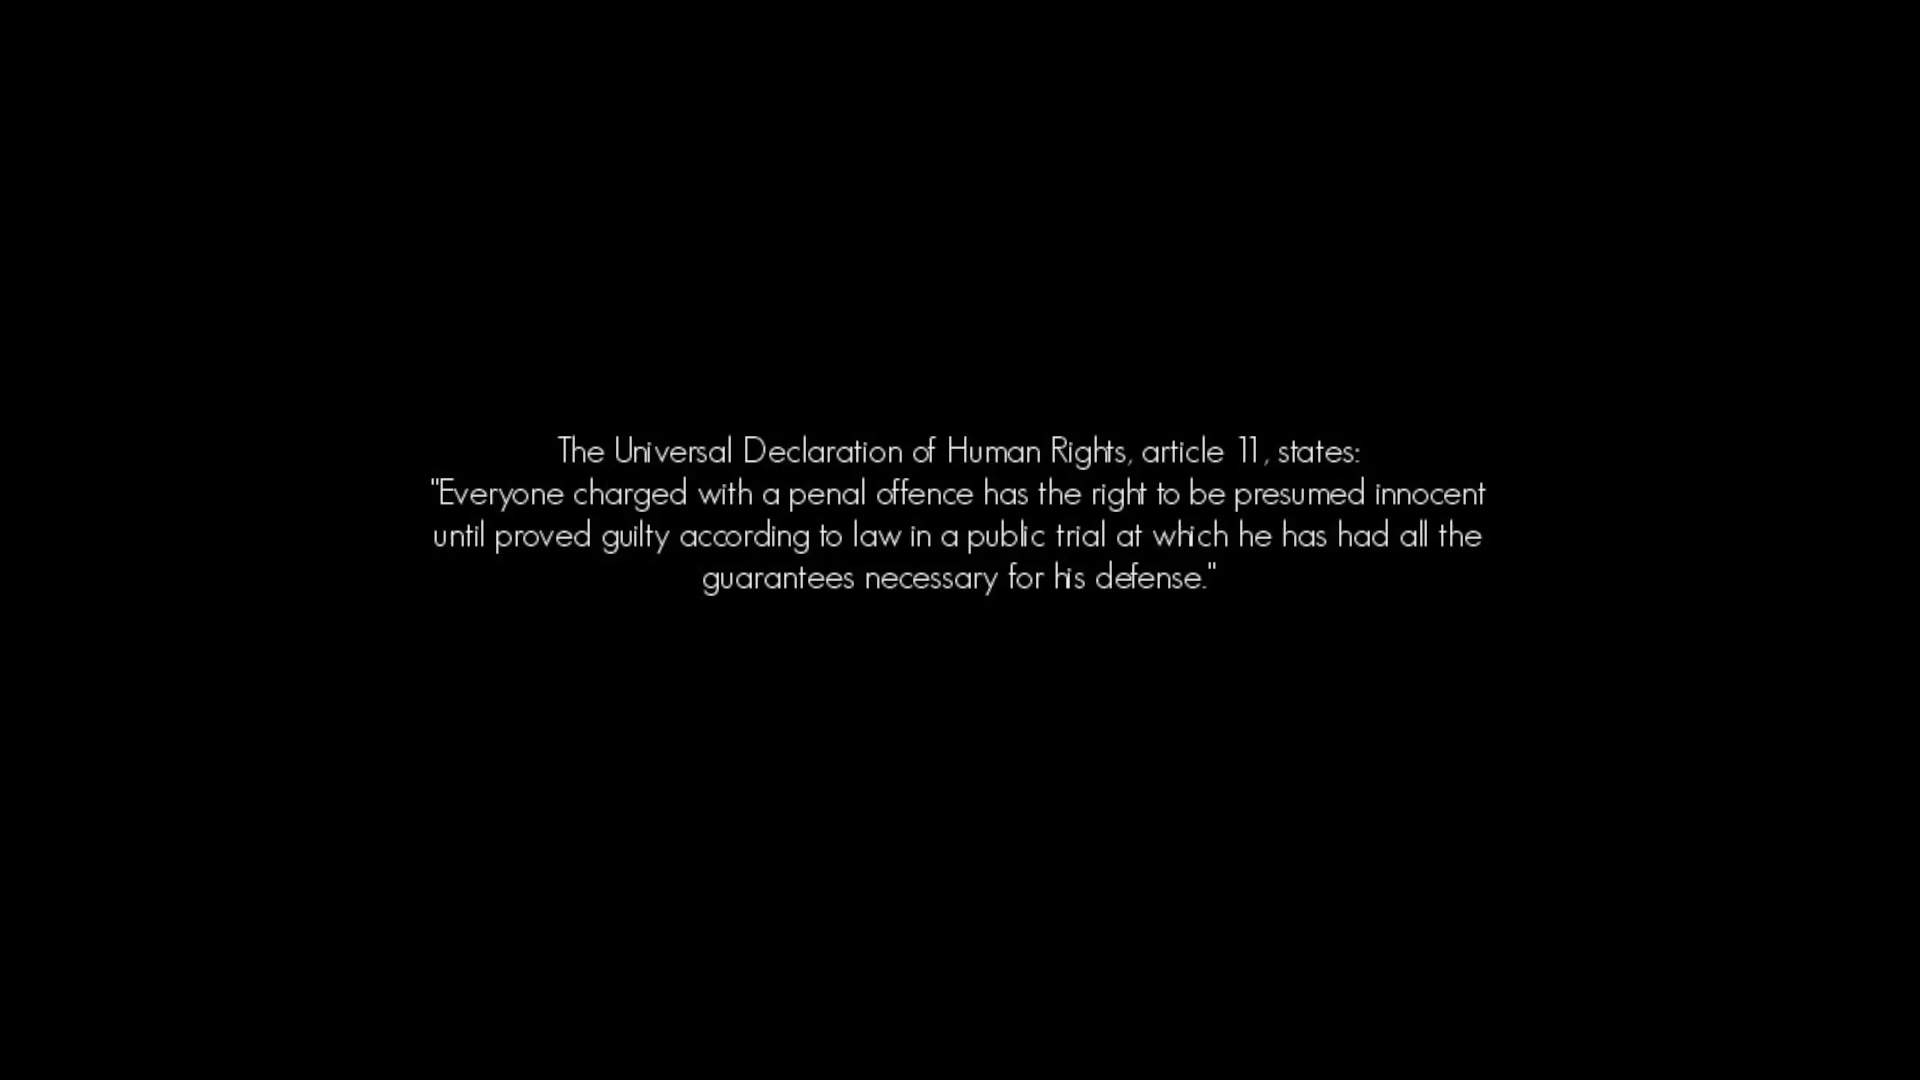 The Universal Declaration of Human Rights, article 11, states:
"Everyone charged with a penal offence has the right to be presumed innocent
until proved guilty according to law in a public trial at which he has had all the
guarantees necessary for his defense."